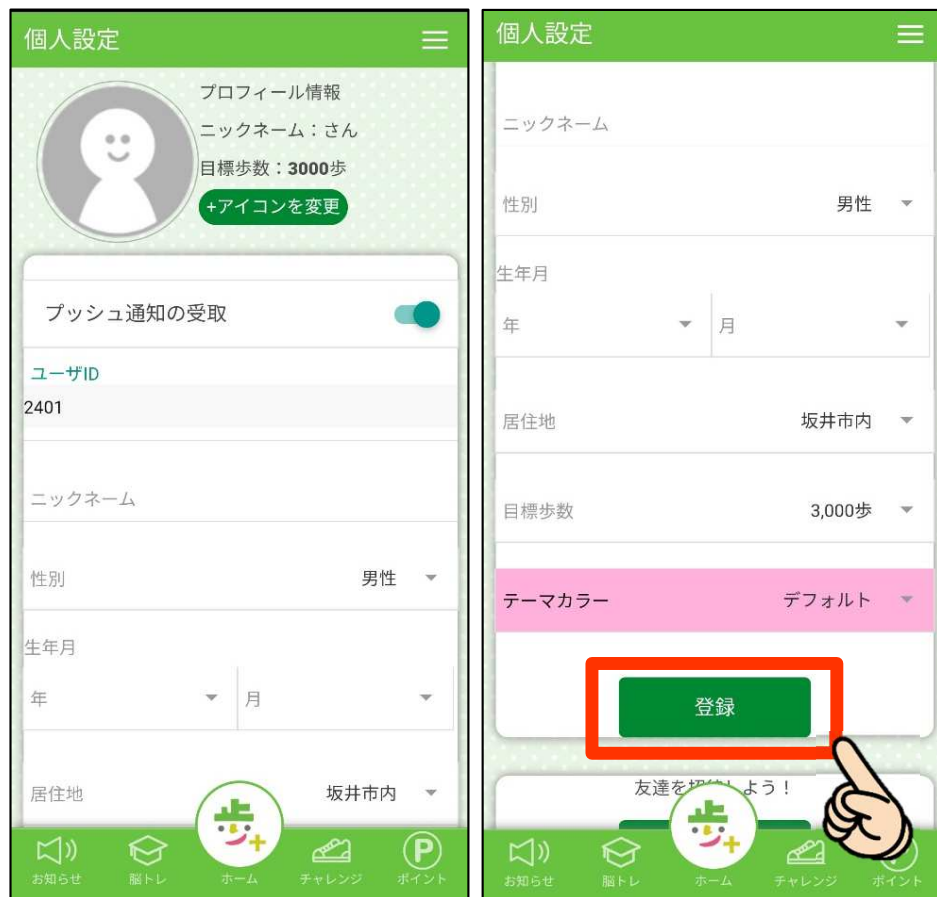 個人設定
プロフィール情報
ニックネーム：さん
目標歩数：3000歩
+アイコンを変更
プッシュ通知の受取
ユーザID
2401
ニックネーム
性別 男性
生年月
年 月
居住地 坂井市内
お知らせ 脳トレ ホーム チャレンジ ポイント
個人設定
ニックネーム
性別 男性
生年月
年 月
居住地 坂井市内
目標歩数 3,000歩
テーマカラー デフォルト
登録
友達を招待しよう！
お知らせ 脳トレ ホーム チャレンジ ポイント